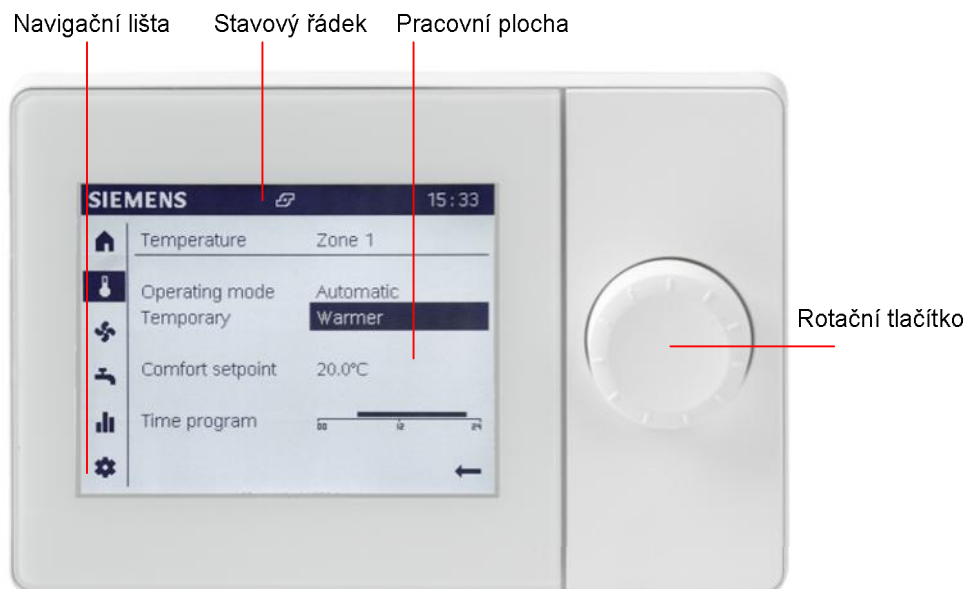 Navigační lišta Stavový řádek Pracovní plocha
SIEMENS 15:33
Temperature Zone 1
Operating mode Automatic
Temporary Warmer
Rotační tlačítko
Comfort setpoint 20.0°C
Time program 00 12 24